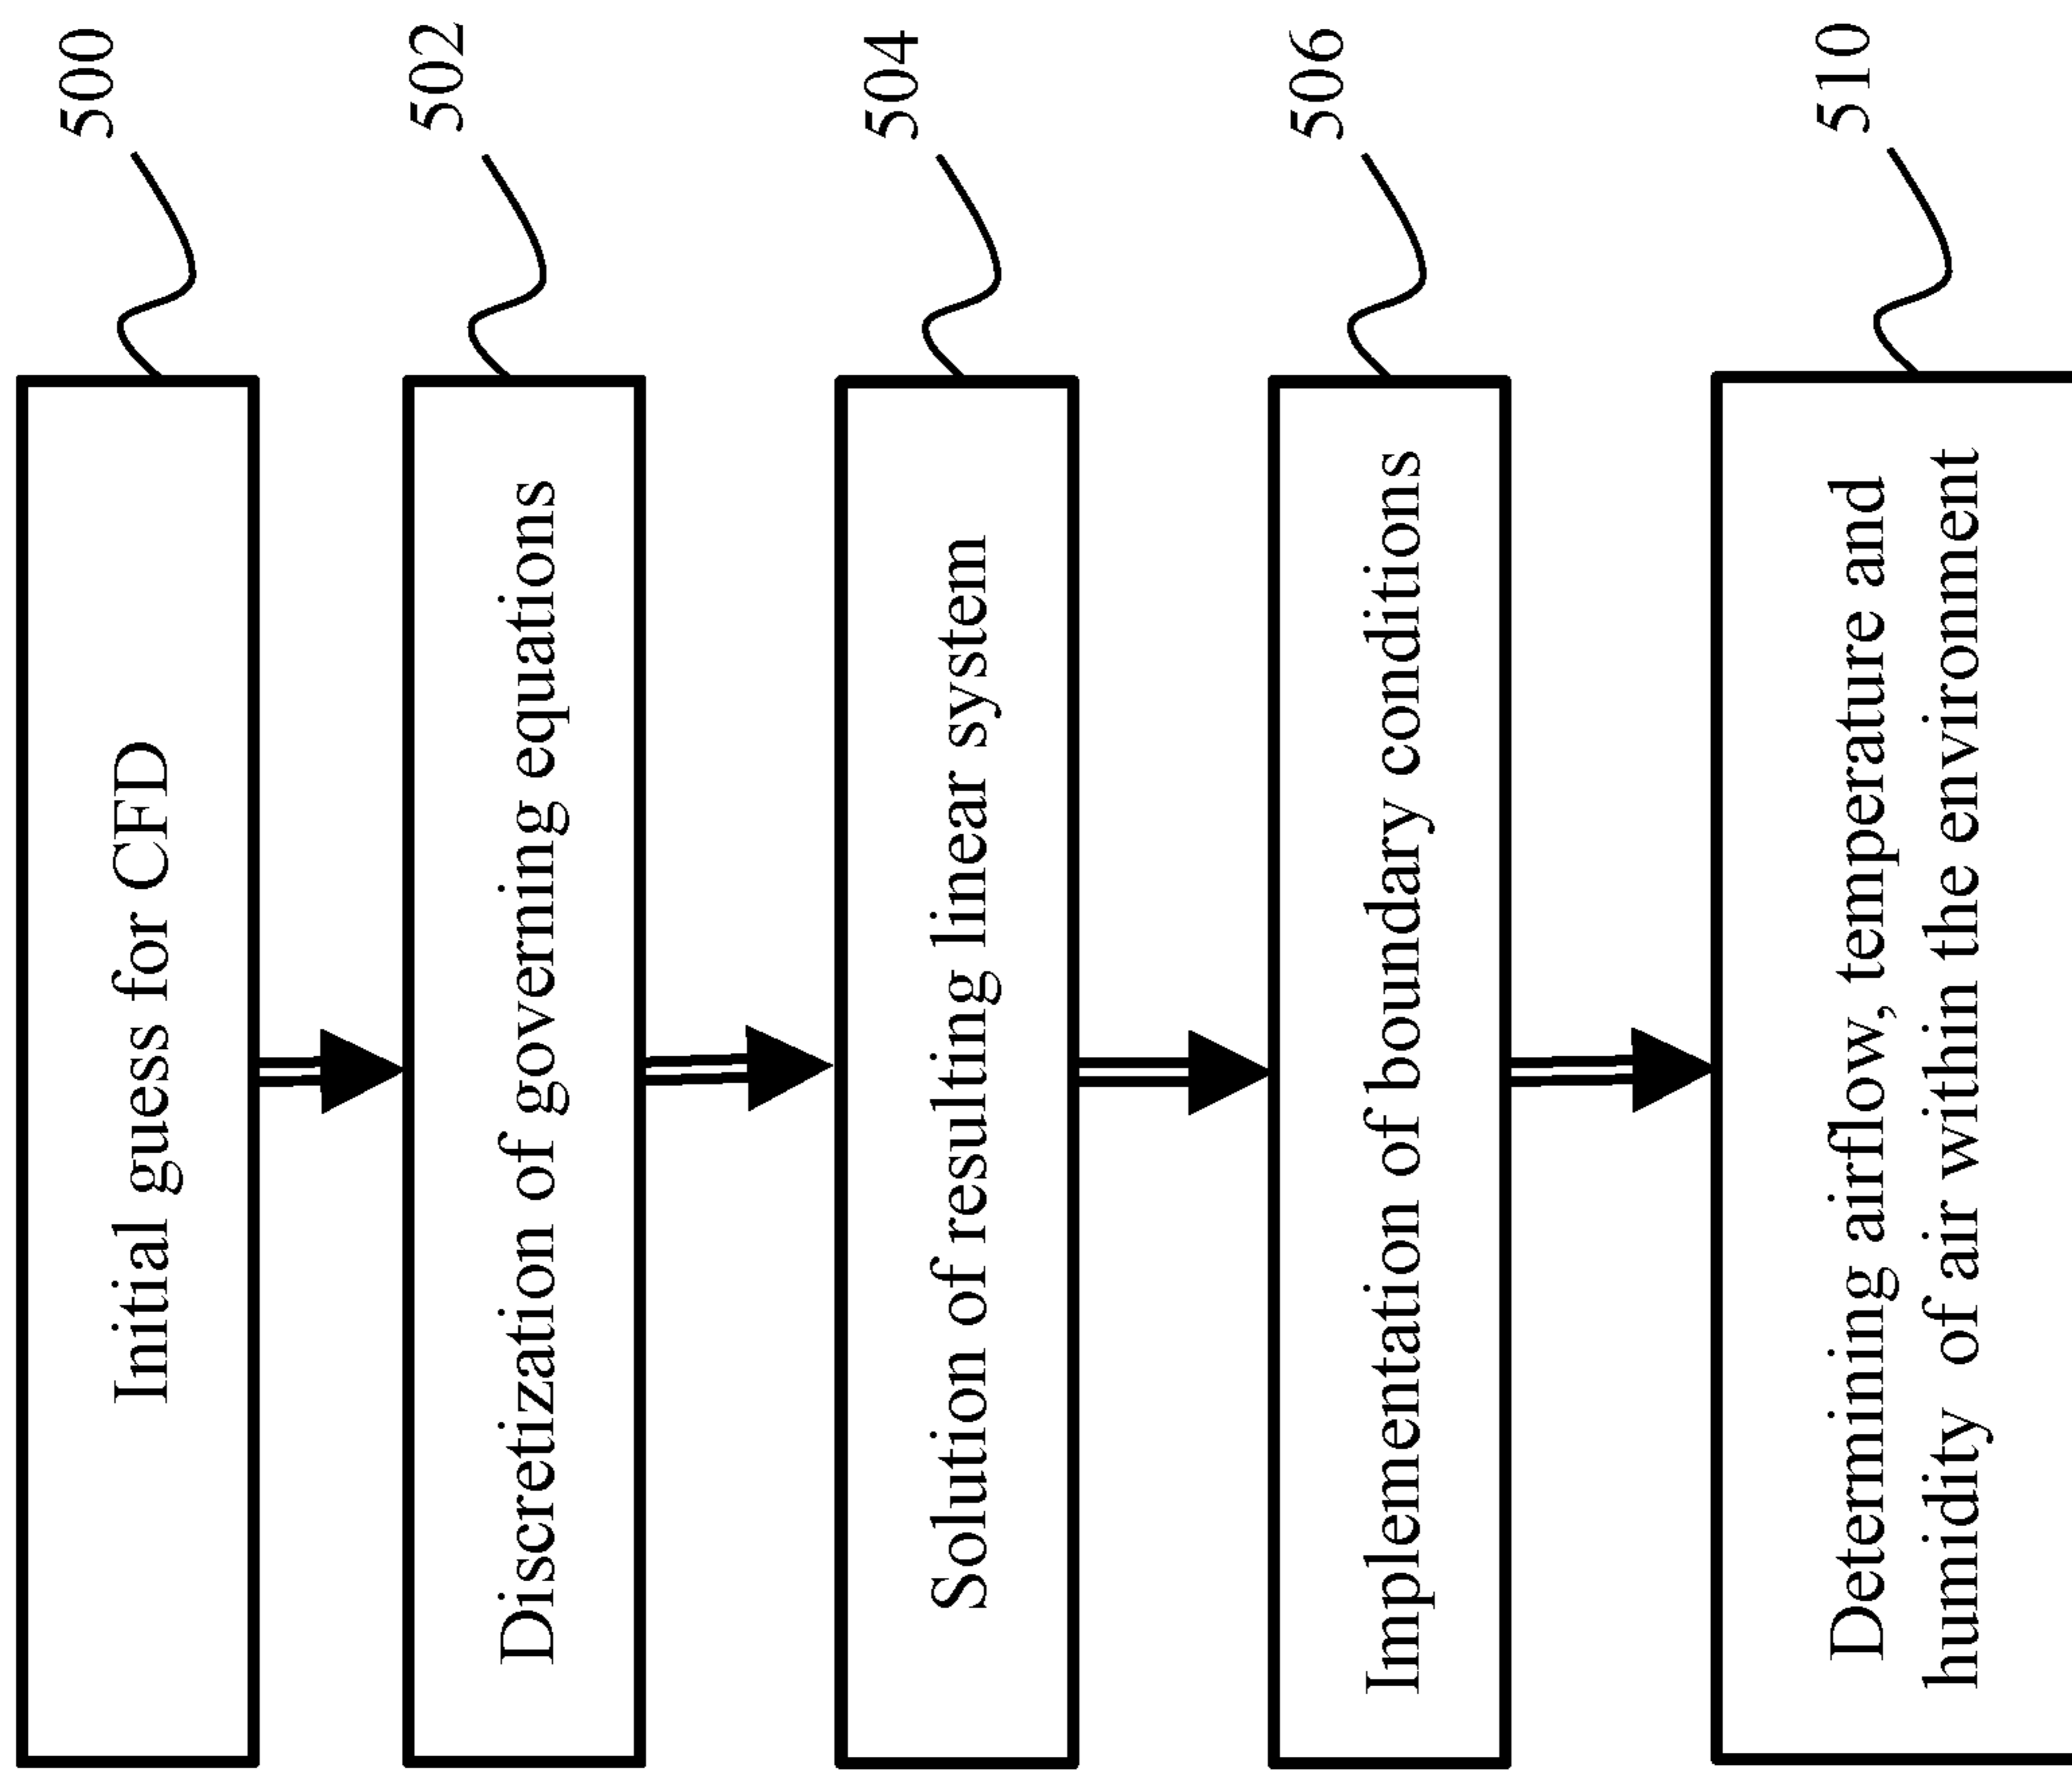 Initial guess for CFD
500
Discretization of governing equations
502
Solution of resulting linear system
504
Implementation of boundary conditions
506
Determining airflow, temperature and
humidity of air within the environment
510